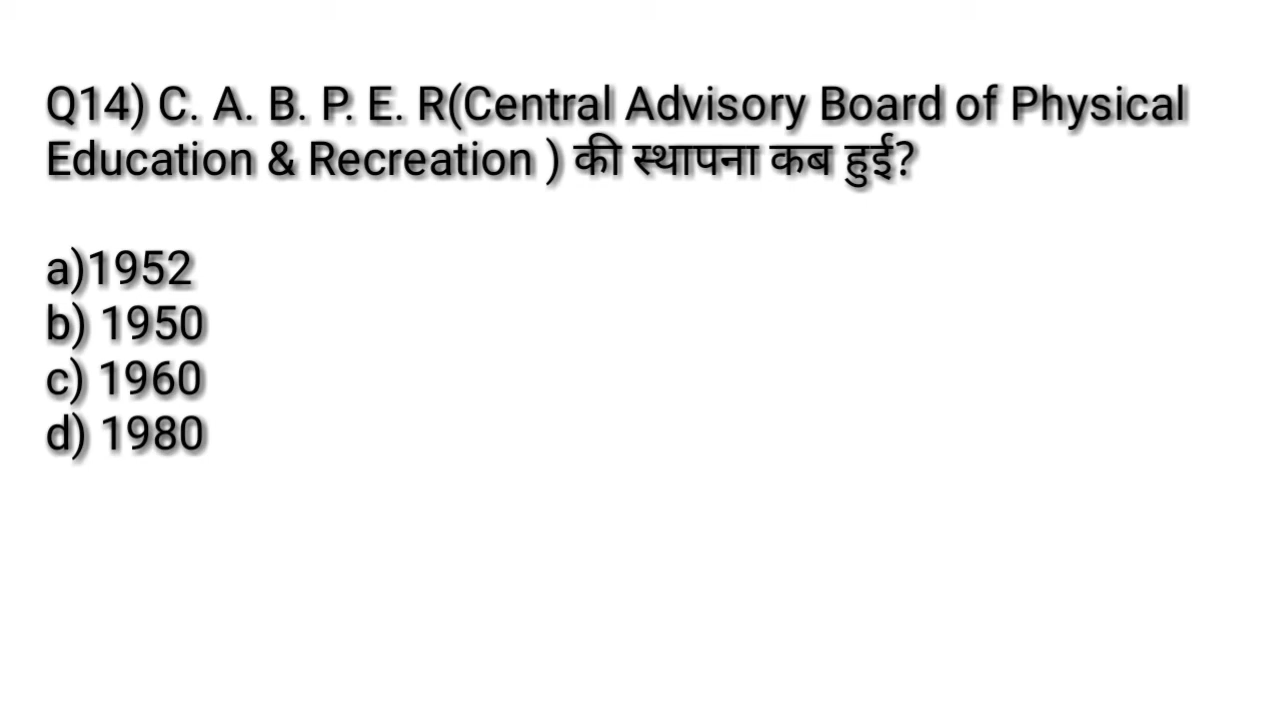 Q14) C. A. B. P. E. R(Central Advisory Board of Physical
Education & Recreation ) की स्थापना कब हुई?
a)1952
b) 1950
c) 1960
d) 1980